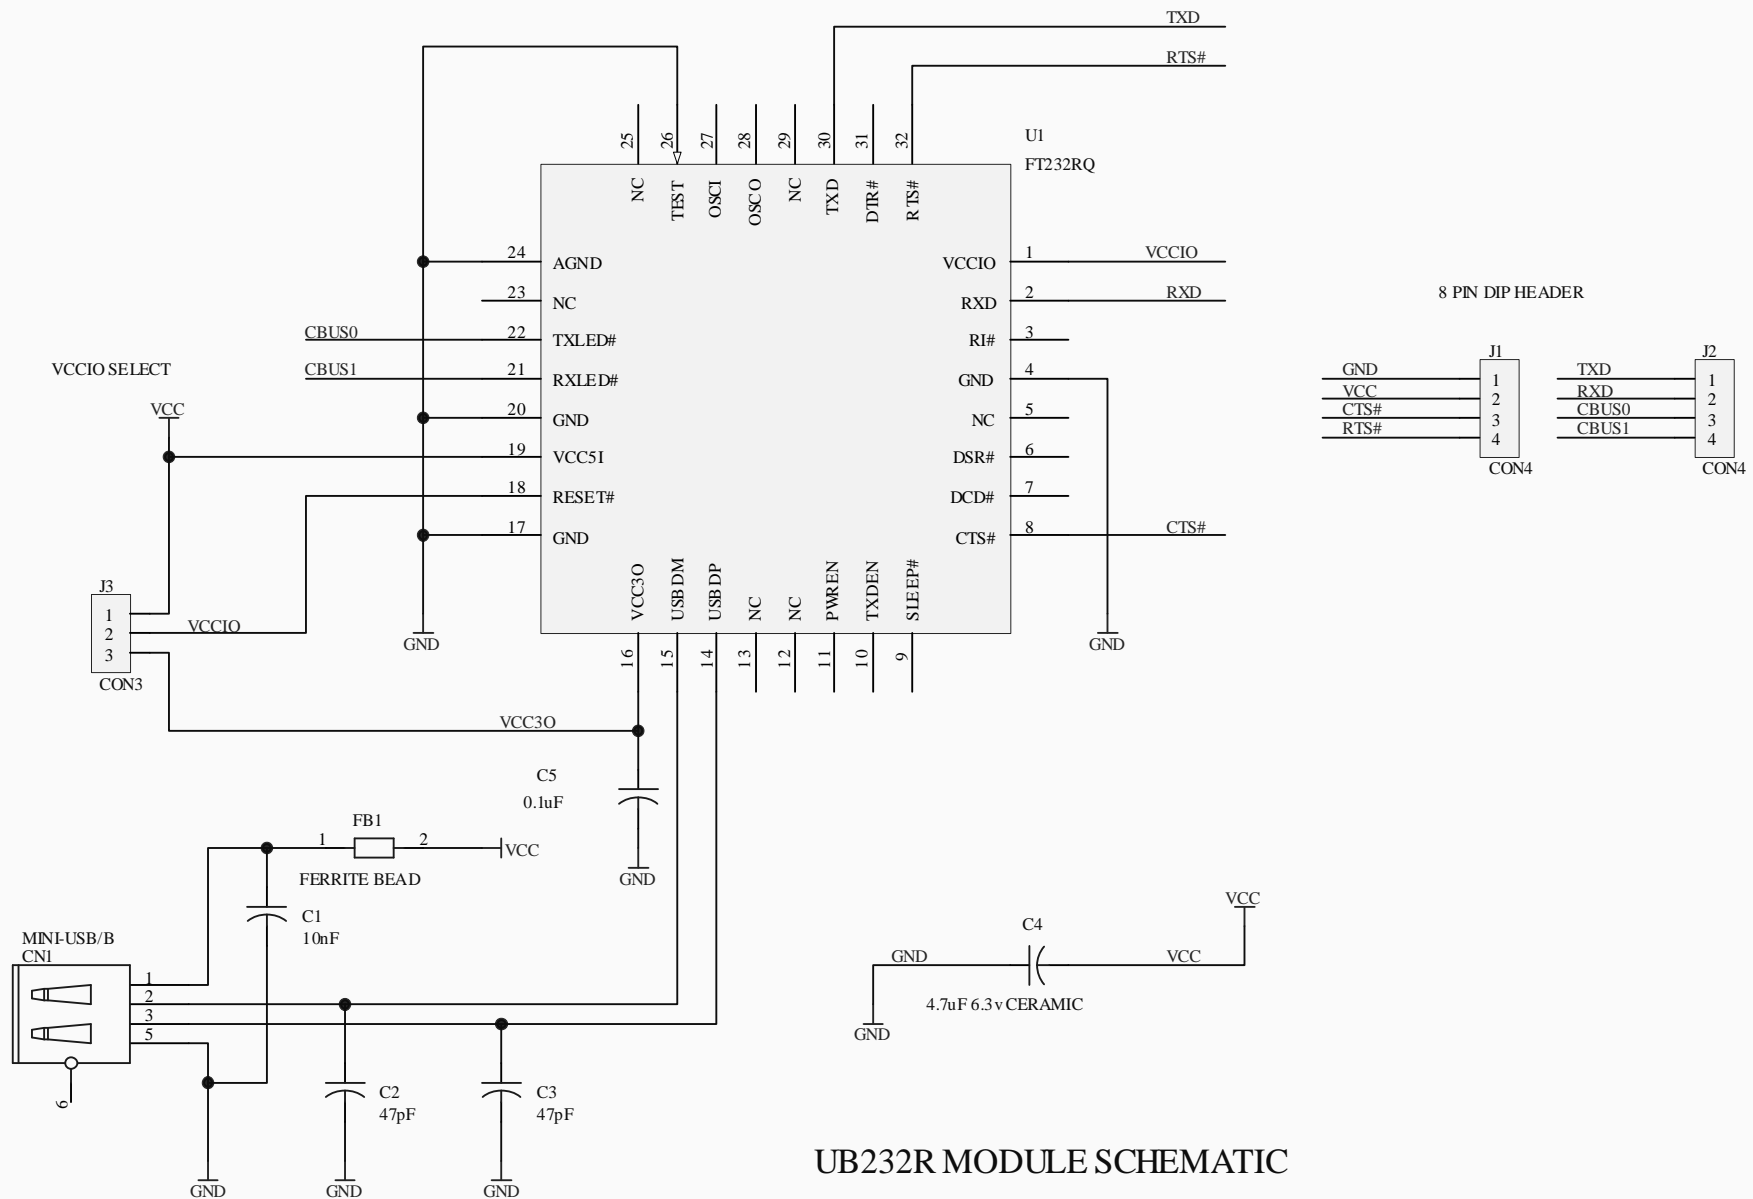 TXD
RTS#
U1
FT232RQ
25
26
27
28
29
30
31
32
NC
TEST
OSCI
OSCO
NC
TXD
DTR#
RTS#
24
AGND
23
NC
CBUS0
22
TXLED#
CBUS1
21
RXLED#
20
GND
19
VCC5I
18
RESET#
17
GND
VCCIO
1
VCCIO
RXD
2
RXD
RI#
3
GND
4
NC
5
DSR#
6
DCD#
7
CTS#
8
CTS#
VCC3O
USBDM
USBDP
NC
NC
PWREN
TXDEN
SLEEP#
16
15
14
13
12
11
10
9
GND
GND
8 PIN DIP HEADER
J1
GND
1
VCC
2
CTS#
3
RTS#
4
CON4
J2
TXD
1
RXD
2
CBUS0
3
CBUS1
4
CON4
VCCIO SELECT
VCC
J3
1
2
3
VCCIO
CON3
VCC3O
C5
0.1uF
GND
FB1
1
2
VCC
FERRITE BEAD
C1
10nF
MINI-USB/B
CN1
1
2
3
5
6
C2
47pF
C3
47pF
GND
GND
GND
VCC
C4
GND
VCC
4.7uF 6.3v CERAMIC
GND
UB232R MODULE SCHEMATIC